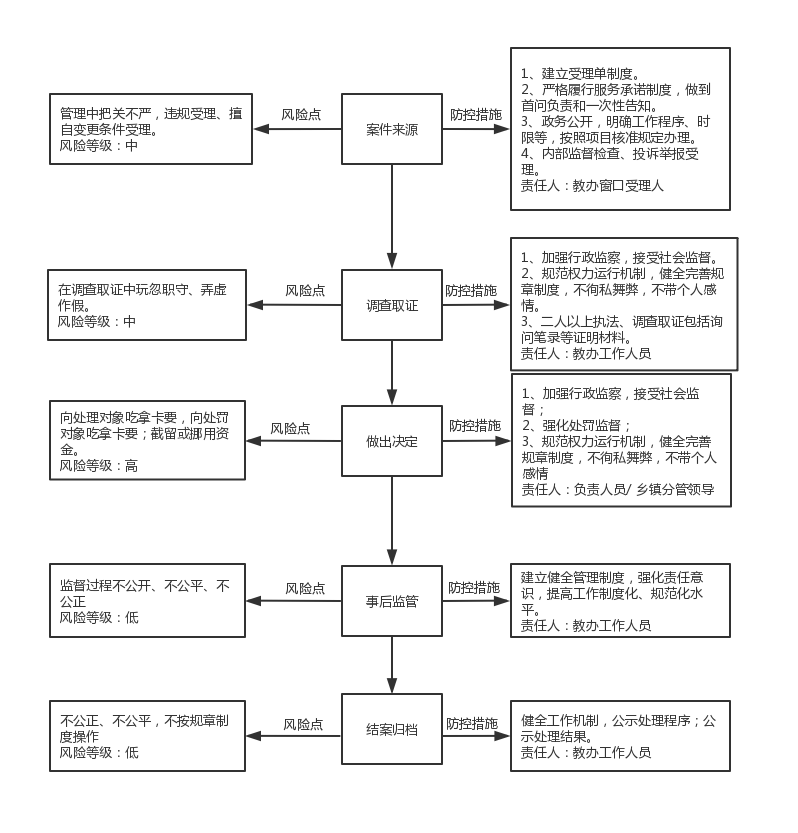 管理中把关不严，违规受理、擅
自变更条件受理。
风险等级：中
风险点
案件来源
防控措施
1、建立受理单制度。
2、严格履行服务承诺制度，做到
首问负责和一次性告知。
3、政务公开，明确工作程序、时
限等，按照项目核准规定办理。
4、内部监督检查、投诉举报受
理。
责任人：教办窗口受理人
在调查取证中玩忽职守、弄虚
作假。
风险等级：中
风险点
调查取证
防控措施
1、加强行政监察，接受社会监督。
2、规范权力运行机制，健全完善规
章制度，不徇私舞弊，不带个人感
情。
3、二人以上执法、调查取证包括询
问笔录等证明材料。
责任人：教办工作人员
向处理对象吃拿卡要，向处罚
对象吃拿卡要；截留或挪用资
金。
风险等级：高
风险点
做出决定
防控措施
1、加强行政监察，接受社会监
督；
2、强化处罚监督；
3、规范权力运行机制，健全完善
规章制度，不徇私舞弊，不带个人
感情
责任人：负责人员/ 乡镇分管领导
监督过程不公开、不公平、不
公正
风险等级：低
风险点
事后监管
防控措施
建立健全管理制度，强化责任意
识，提高工作制度化、规范化水
平。
责任人：教办工作人员
不公正、不公平，不按规章制
度操作
风险等级：低
风险点
结案归档
防控措施
健全工作机制，公示处理程序；公
示处理结果。
责任人：教办工作人员